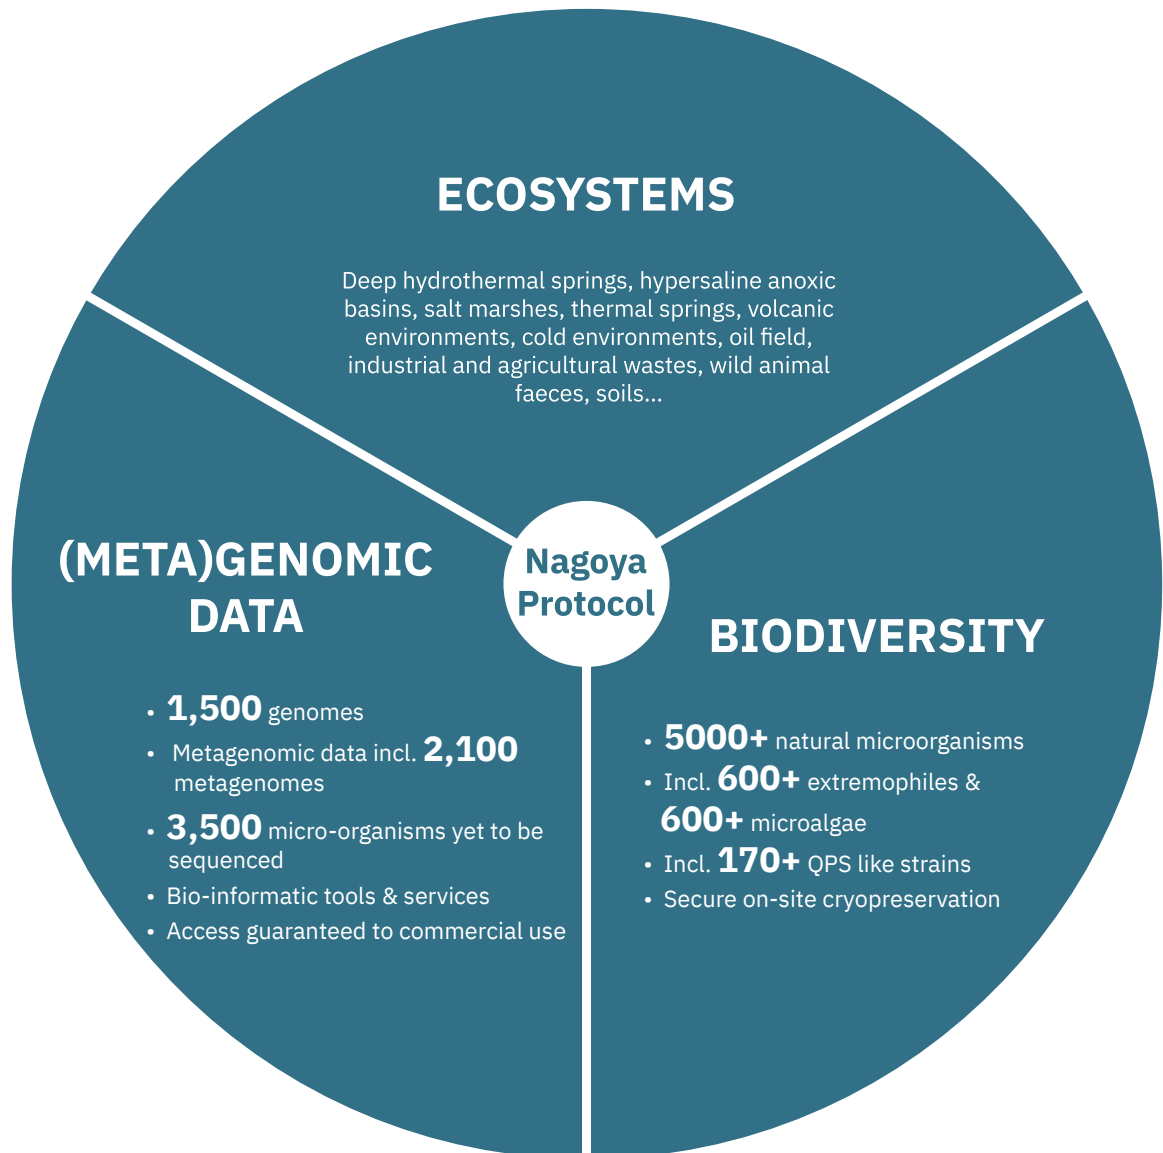 ECOSYSTEMS
Deep hydrothermal springs, hypersaline anoxic
basins, salt marshes, thermal springs, volcanic
environments, cold environments, oil field,
industrial and agricultural wastes, wild animal
faeces, soils...
Nagoya
Protocol
(META)GENOMIC
DATA
• 1,500 genomes
• Metagenomic data incl. 2,100
metagenomes
• 3,500 micro-organisms yet to be
sequenced
• Bio-informatic tools & services
• Access guaranteed to commercial use
BIODIVERSITY
• 5000+ natural microorganisms
• Incl. 600+ extremophiles &
600+ microalgae
• Incl. 170+ QPS like strains
• Secure on-site cryopreservation